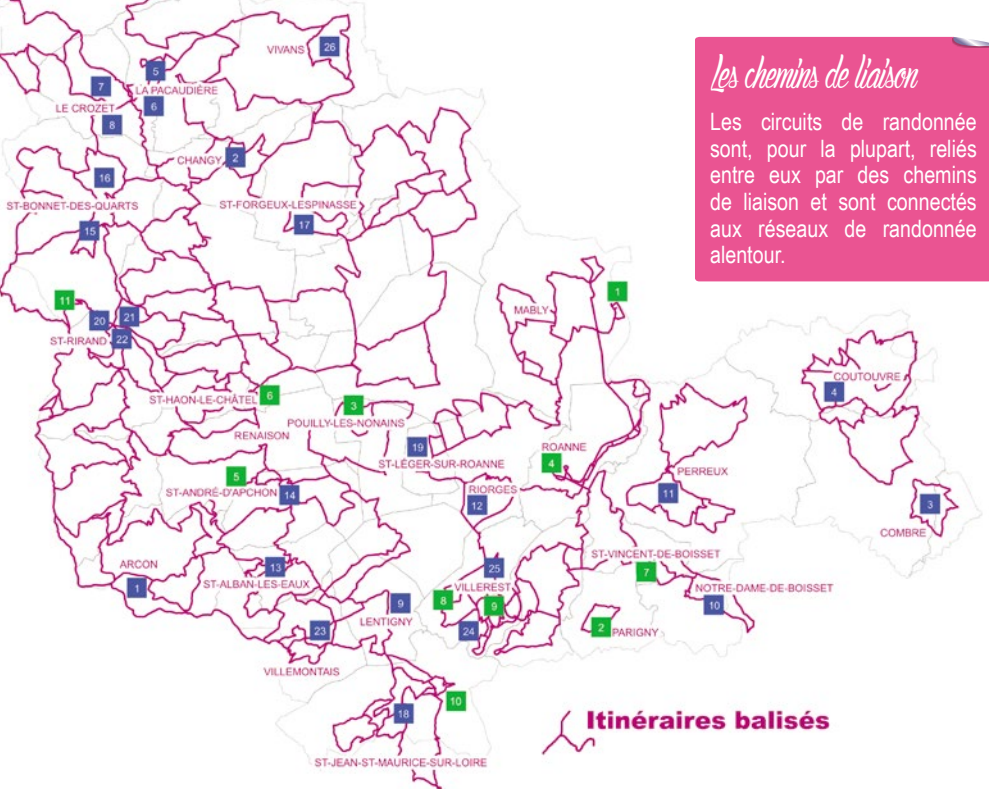 VIVANS
26
5
LA PACAUDIÈRE
7
6
LE CROZET
8
CHANGY
2
16
ST-BONNET-DES-QUARTS
ST-FORGEUX-LESPINASSE
17
15
11
20
21
ST-RIRAND
22
1
MABLY
ST-HAON-LE-CHÂTEL
6
3
POUILLY-LES-NONAINS
RENAISON
19
ST-LÉGER-SUR-ROANNE
ROANNE
4
COUTOUVRE
4
PERREUX
11
5
ST-ANDRÉ-D'APCHON
14
RIORGES
12
3
COMBRE
ARCON
1
13
ST-ALBAN-LES-EAUX
25
VILLEREST
8
9
24
ST-VINCENT-DE-BOISSET
7
NOTRE-DAME-DE-BOISSET
10
2
PARIGNY
9
LENTIGNY
23
VILLEMONTAIS
10
18
ST-JEAN-ST-MAURICE-SUR-LOIRE
Itinéraires balisés
Les chemins de liaison
Les circuits de randonnée
sont, pour la plupart, reliés
entre eux par des chemins
de liaison et sont connectés
aux réseaux de randonnée
alentour.